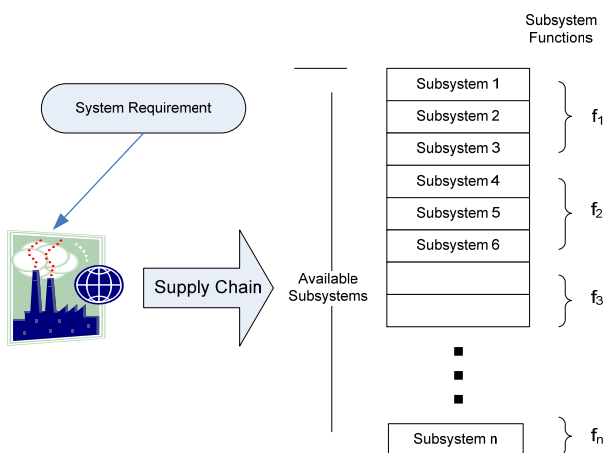 Subsystem
Functions
System Requirement
Subsystem 1
Subsystem 2
Subsystem 3
f1
Subsystem 4
Subsystem 5
Subsystem 6
f2
Supply Chain
Available
Subsystems
f3
Subsystem n
fn